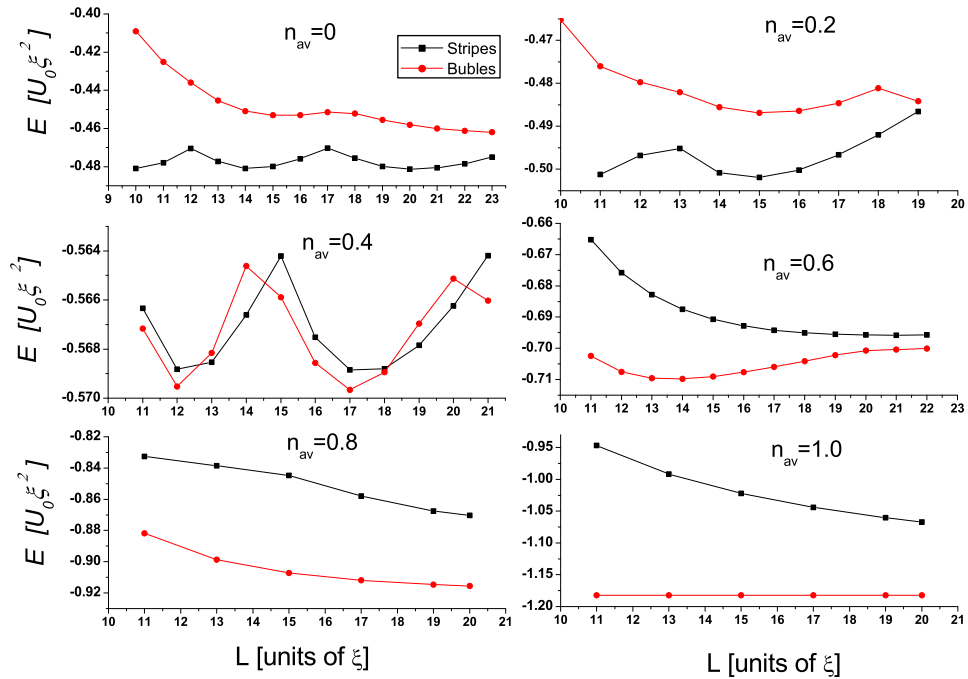 n_av=0
Stripes
Bubles
E [U_0ξ^2]
-0.40
-0.42
-0.44
-0.46
-0.48
9 10 11 12 13 14 15 16 17 18 19 20 21 22 23
n_av=0.2
-0.47
-0.48
-0.49
-0.50
10 11 12 13 14 15 16 17 18 19 20
n_av=0.4
E [U_0ξ^2]
-0.564
-0.566
-0.568
-0.570
10 11 12 13 14 15 16 17 18 19 20 21
n_av=0.6
-0.66
-0.67
-0.68
-0.69
-0.70
-0.71
10 11 12 13 14 15 16 17 18 19 20 21 22 23
n_av=0.8
E [U_0ξ^2]
-0.82
-0.84
-0.86
-0.88
-0.90
-0.92
10 11 12 13 14 15 16 17 18 19 20 21
L [units of ξ]
n_av=1.0
-0.95
-1.00
-1.05
-1.10
-1.15
-1.20
10 11 12 13 14 15 16 17 18 19 20 21
L [units of ξ]